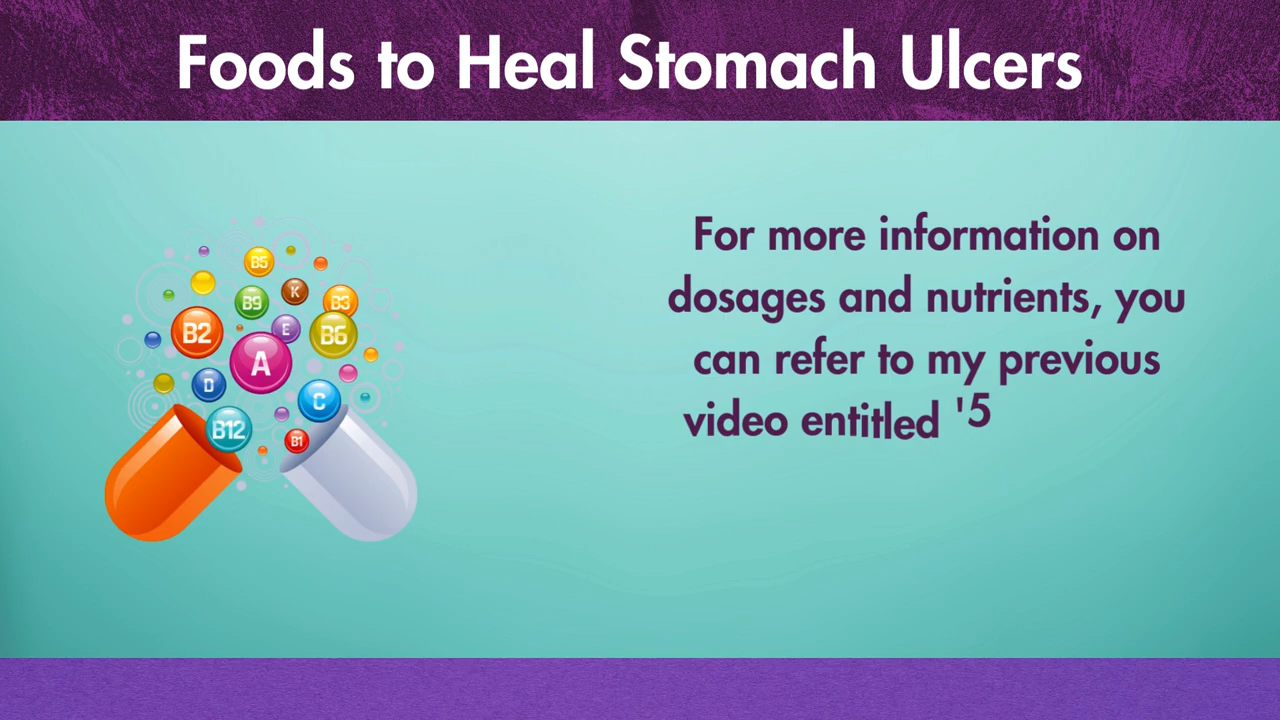 Foods to Heal Stomach Ulcers
For more information on
dosages and nutrients, you
can refer to my previous
video entitled '5
B5
K
B9
B3
B2
E
B6
A
D
C
B12
B1